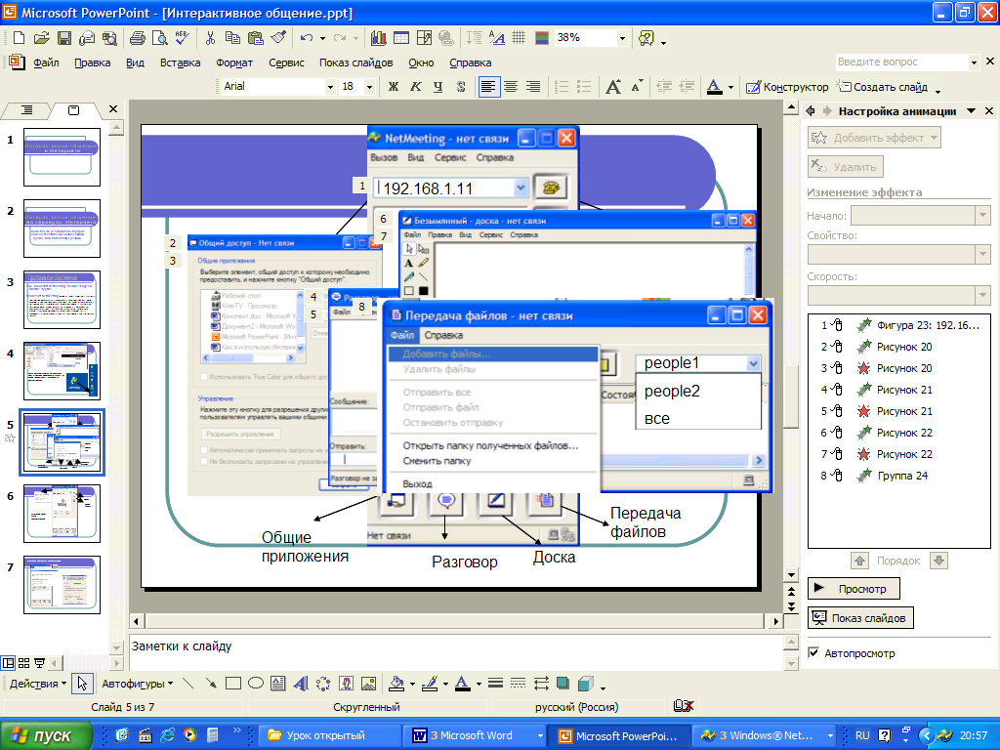 Microsoft PowerPoint - [Интерактивное общение.ppt]
38%
Файл Правка Вид Вставка Формат Сервис Показ слайдов Окно Справка
Введите вопрос
Arial 18 Ж К Ч S Конструктор Создать слайд
1
2
3
4
5
6
7
NetMeeting - нет связи
Вызов Вид Сервис Справка
1
192.168.1.11
6
7
Безымянный - доска - нет связи
Файл Правка Вид Сервис Справка
2
3
Общий доступ - Нет связи
Общие приложения
Выберите элемент, общий доступ к которому необходимо
предоставить, и нажмите кнопку "Общий доступ".
Рабочий стол
AVerTV - Просмотр
Конспект.doc - Microsoft W
Документ2 - Microsoft Wo
Microsoft PowerPoint - [Ин
Как я использую Интерне
Использовать True Color для общего до
Управление
Нажмите эту кнопку для разрешения други
пользователям управлять вашими общими
Разрешить управление
Автоматически принимать запросы на у
Не беспокоить запросами на управление
4
5
8
Файл
Сообщение:
Отправить:
Разговор не за
Передача файлов - нет связи
Файл Справка
Добавить файлы...
Удалить файлы
Отправить все
Отправить файл
Остановить отправку
Открыть папку полученных файлов...
Сменить папку
Выход
people1
people2
все
Нет связи
Общие
приложения
Разговор
Доска
Передача
файлов
Настройка анимации
Добавить эффект
Удалить
Изменение эффекта
Начало:
Свойство:
Скорость:
1 Фигура 23: 192.16...
2 Рисунок 20
3 Рисунок 20
4 Рисунок 21
5 Рисунок 21
6 Рисунок 22
7 Рисунок 22
8 Группа 24
Порядок
Просмотр
Показ слайдов
Автопросмотр
Заметки к слайду
Действия Автофигуры
Слайд 5 из 7 Скругленный русский (Россия)
пуск Урок открытый 3 Microsoft Word Microsoft PowerPoi... 3 Windows® Net... RU 20:57